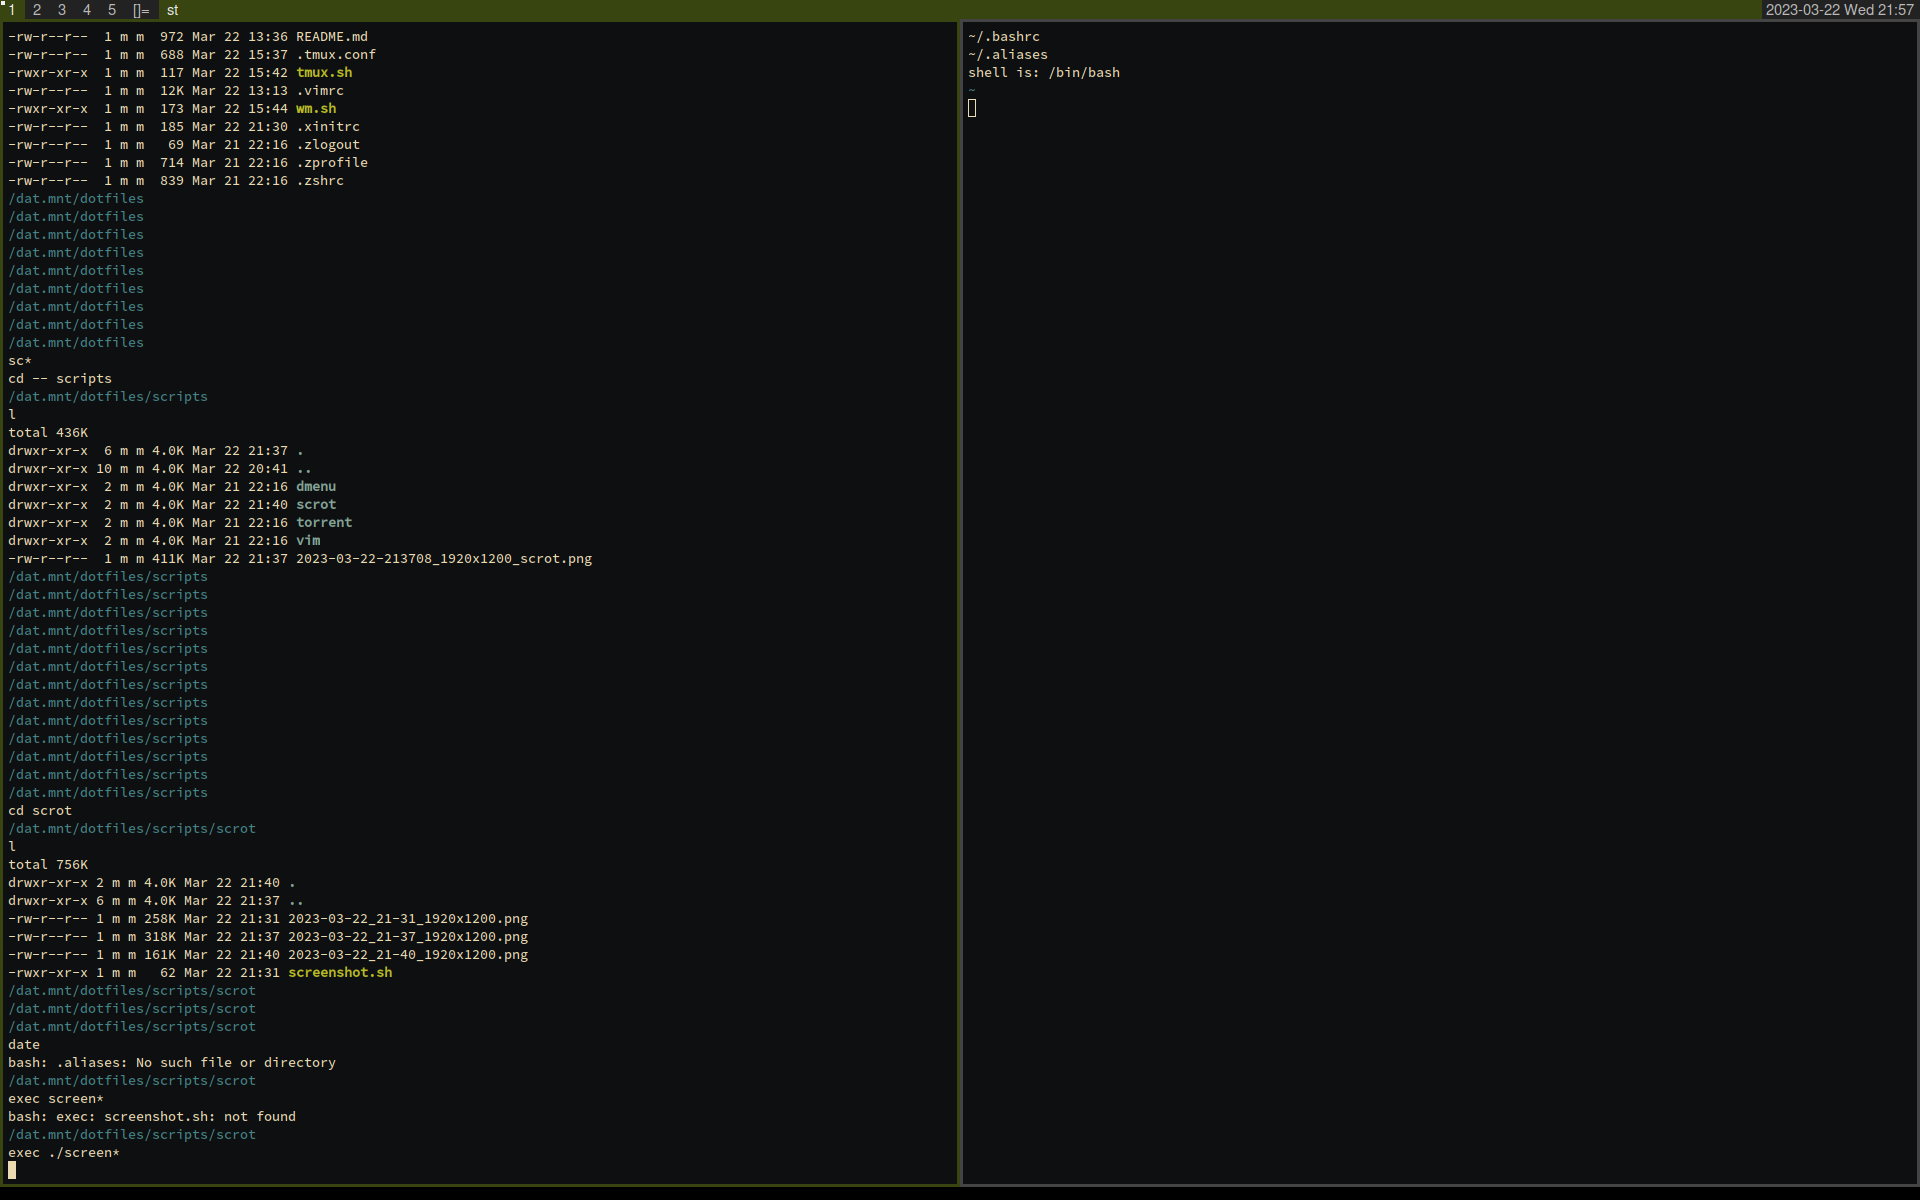 1 2 3 4 5 []= st 2023-03-22 Wed 21:57
-rw-r--r--  1 m m  972 Mar 22 13:36 README.md
-rw-r--r--  1 m m  688 Mar 22 15:37 .tmux.conf
-rwxr-xr-x  1 m m  117 Mar 22 15:42 tmux.sh
-rw-r--r--  1 m m  12K Mar 22 13:13 .vimrc
-rwxr-xr-x  1 m m  173 Mar 22 15:44 wm.sh
-rw-r--r--  1 m m  185 Mar 22 21:30 .xinitrc
-rw-r--r--  1 m m   69 Mar 21 22:16 .zlogout
-rw-r--r--  1 m m  714 Mar 21 22:16 .zprofile
-rw-r--r--  1 m m  839 Mar 21 22:16 .zshrc
/dat.mnt/dotfiles
/dat.mnt/dotfiles
/dat.mnt/dotfiles
/dat.mnt/dotfiles
/dat.mnt/dotfiles
/dat.mnt/dotfiles
/dat.mnt/dotfiles
/dat.mnt/dotfiles
/dat.mnt/dotfiles
sc*
cd -- scripts
/dat.mnt/dotfiles/scripts
l
total 436K
drwxr-xr-x  6 m m 4.0K Mar 22 21:37 .
drwxr-xr-x 10 m m 4.0K Mar 22 20:41 ..
drwxr-xr-x  2 m m 4.0K Mar 21 22:16 dmenu
drwxr-xr-x  2 m m 4.0K Mar 22 21:40 scrot
drwxr-xr-x  2 m m 4.0K Mar 21 22:16 torrent
drwxr-xr-x  2 m m 4.0K Mar 21 22:16 vim
-rw-r--r--  1 m m 411K Mar 22 21:37 2023-03-22-213708_1920x1200_scrot.png
/dat.mnt/dotfiles/scripts
/dat.mnt/dotfiles/scripts
/dat.mnt/dotfiles/scripts
/dat.mnt/dotfiles/scripts
/dat.mnt/dotfiles/scripts
/dat.mnt/dotfiles/scripts
/dat.mnt/dotfiles/scripts
/dat.mnt/dotfiles/scripts
/dat.mnt/dotfiles/scripts
/dat.mnt/dotfiles/scripts
/dat.mnt/dotfiles/scripts
/dat.mnt/dotfiles/scripts
/dat.mnt/dotfiles/scripts
cd scrot
/dat.mnt/dotfiles/scripts/scrot
l
total 756K
drwxr-xr-x 2 m m 4.0K Mar 22 21:40 .
drwxr-xr-x 6 m m 4.0K Mar 22 21:37 ..
-rw-r--r-- 1 m m 258K Mar 22 21:31 2023-03-22_21-31_1920x1200.png
-rw-r--r-- 1 m m 318K Mar 22 21:37 2023-03-22_21-37_1920x1200.png
-rw-r--r-- 1 m m 161K Mar 22 21:40 2023-03-22_21-40_1920x1200.png
-rwxr-xr-x 1 m m   62 Mar 22 21:31 screenshot.sh
/dat.mnt/dotfiles/scripts/scrot
/dat.mnt/dotfiles/scripts/scrot
/dat.mnt/dotfiles/scripts/scrot
date
bash: .aliases: No such file or directory
/dat.mnt/dotfiles/scripts/scrot
exec screen*
bash: exec: screenshot.sh: not found
/dat.mnt/dotfiles/scripts/scrot
exec ./screen*
~/.bashrc
~/.aliases
shell is: /bin/bash
~